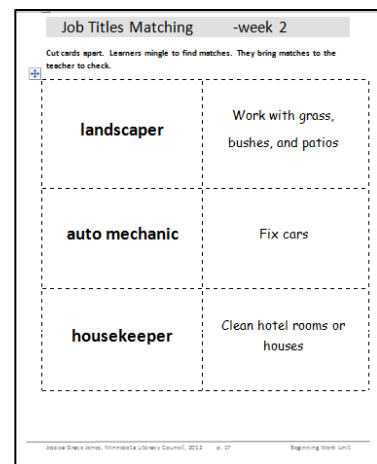 Job Titles Matching -week 2
Cut cards apart. Learners mingle to find matches. They bring matches to the
teacher to check.
landscaper
Work with grass,
bushes, and patios
auto mechanic
Fix cars
housekeeper
Clean hotel rooms or
houses
Jessica Grace Jones, Minnesota Literacy Council, 2012 p. 17 Beginning Work Unit